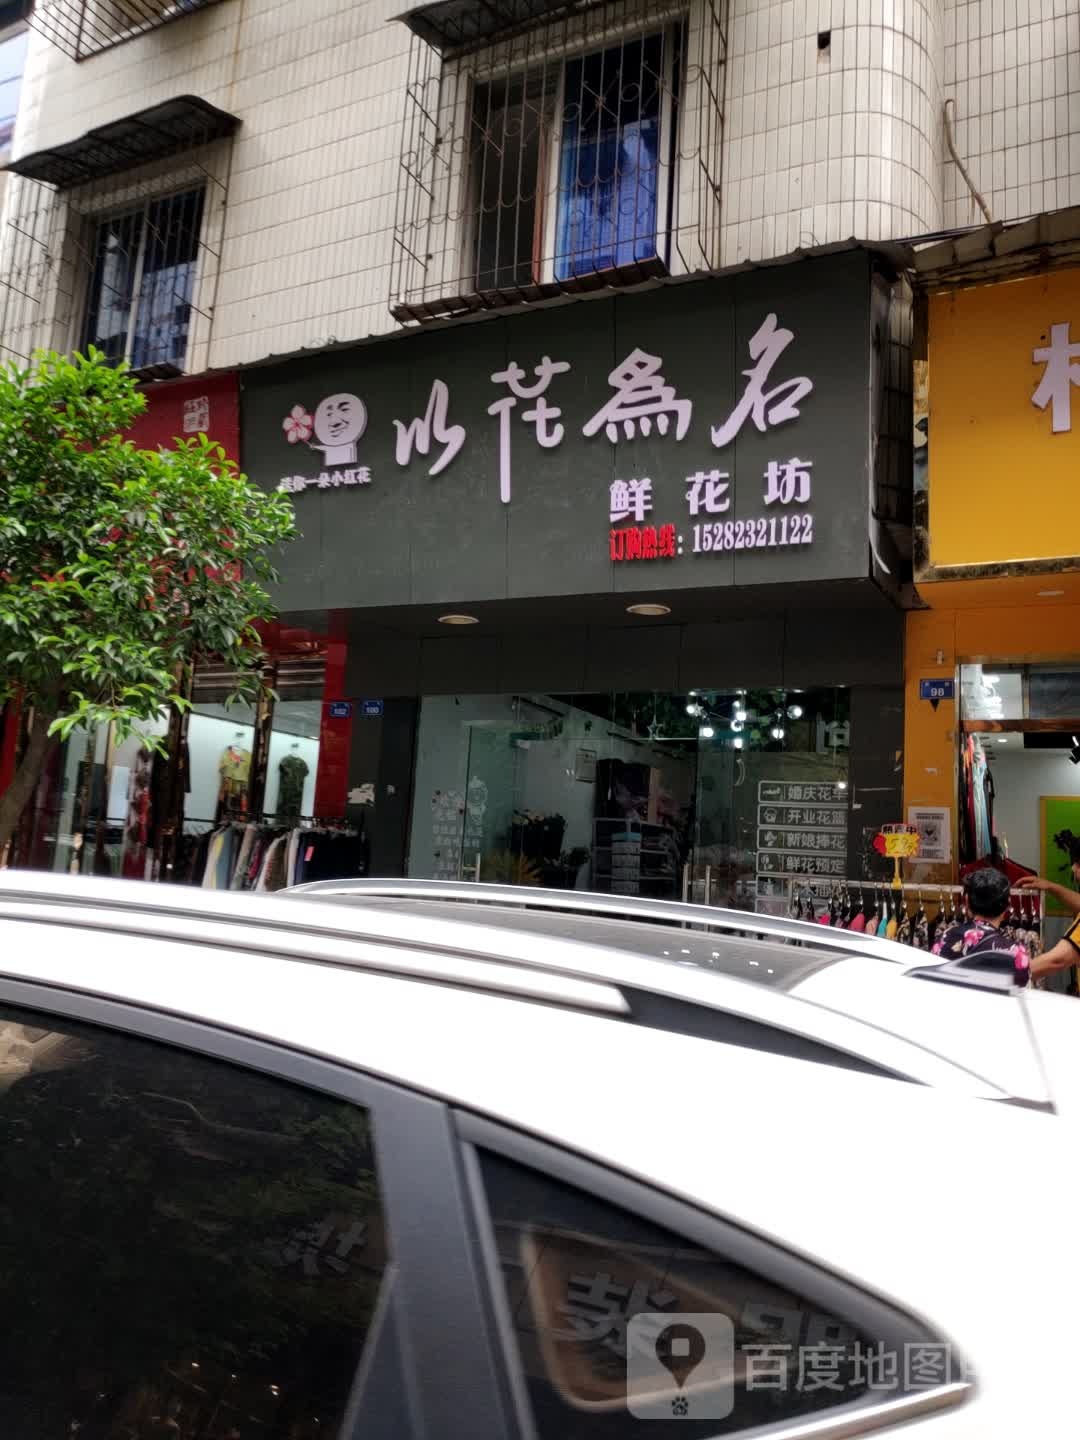 以花為名
送你一朵小红花
鲜花坊
订购热线：15282321122
102
100
98
婚庆花车
开业花篮
新娘捧花
鲜花预定
百度地图